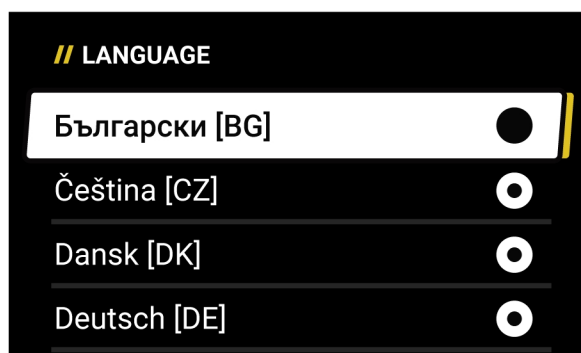 // LANGUAGE
Български [BG]
Čeština [CZ]
Dansk [DK]
Deutsch [DE]